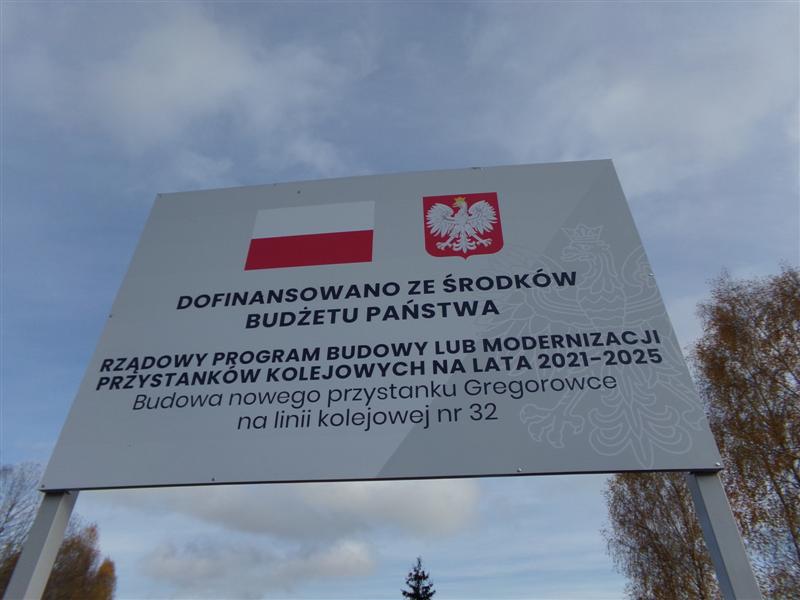 DOFINANSOWANO ZE ŚRODKÓW
BUDŻETU PAŃSTWA
RZĄDOWY PROGRAM BUDOWY LUB MODERNIZACJI
PRZYSTANKÓW KOLEJOWYCH NA LATA 2021-2025
Budowa nowego przystanku Gregorowce
na linii kolejowej nr 32